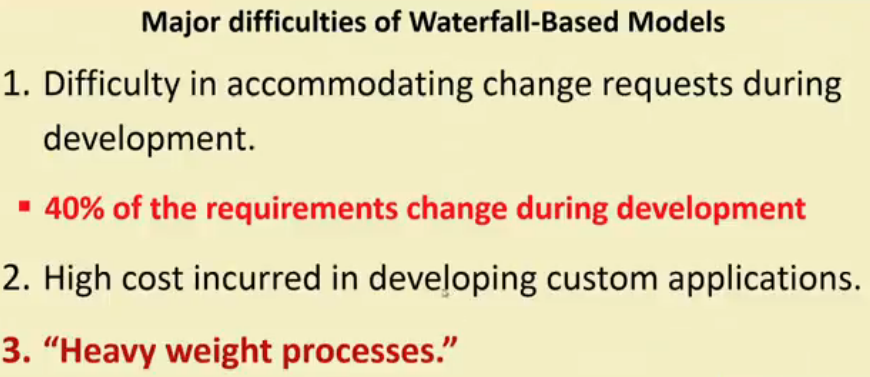 Major difficulties of Waterfall-Based Models
1. Difficulty in accommodating change requests during
development.
▪ 40% of the requirements change during development
2. High cost incurred in developing custom applications.
3. “Heavy weight processes.”